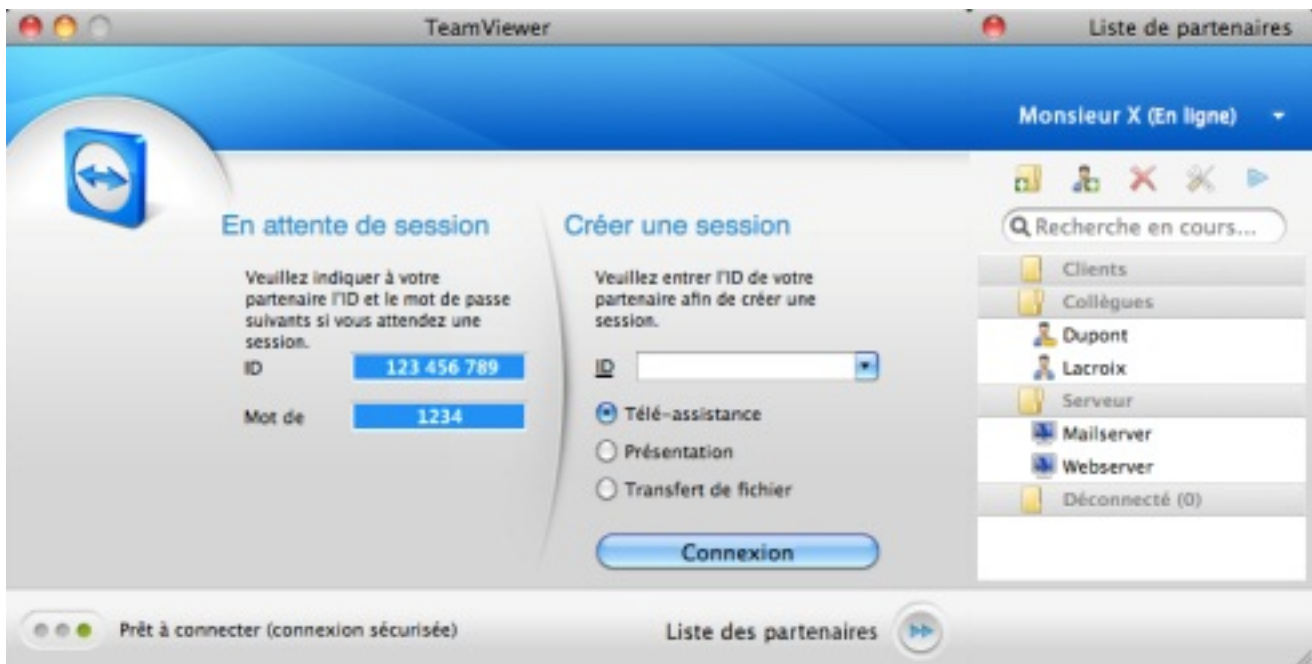 TeamViewer
Liste de partenaires
Monsieur X (En ligne)
En attente de session
Veuillez indiquer à votre
partenaire l'ID et le mot de passe
suivants si vous attendez une
session.
ID 123 456 789
Mot de 1234
Créer une session
Veuillez entrer l'ID de votre
partenaire afin de créer une
session.
ID
Télé-assistance
Présentation
Transfert de fichier
Connexion
Recherche en cours...
Clients
Collègues
Dupont
Lacroix
Serveur
Mailserver
Webserver
Déconnecté (0)
Prêt à connecter (connexion sécurisée)
Liste des partenaires